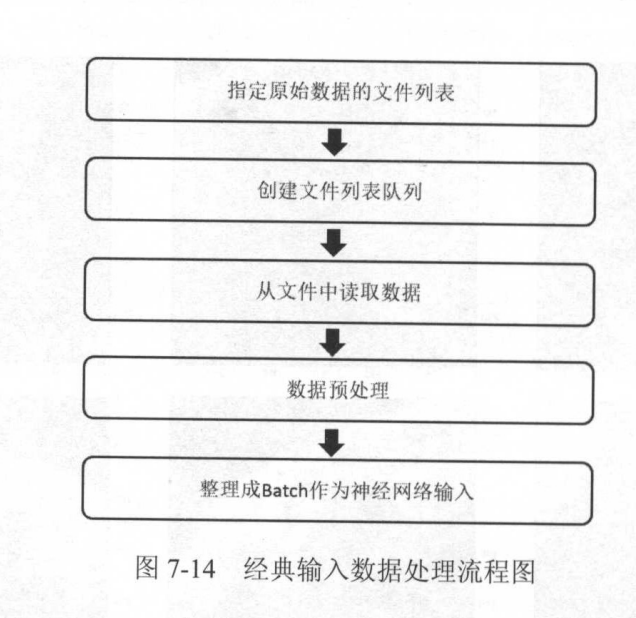 指定原始数据的文件列表
创建文件列表队列
从文件中读取数据
数据预处理
整理成Batch作为神经网络输入
图 7-14 经典输入数据处理流程图